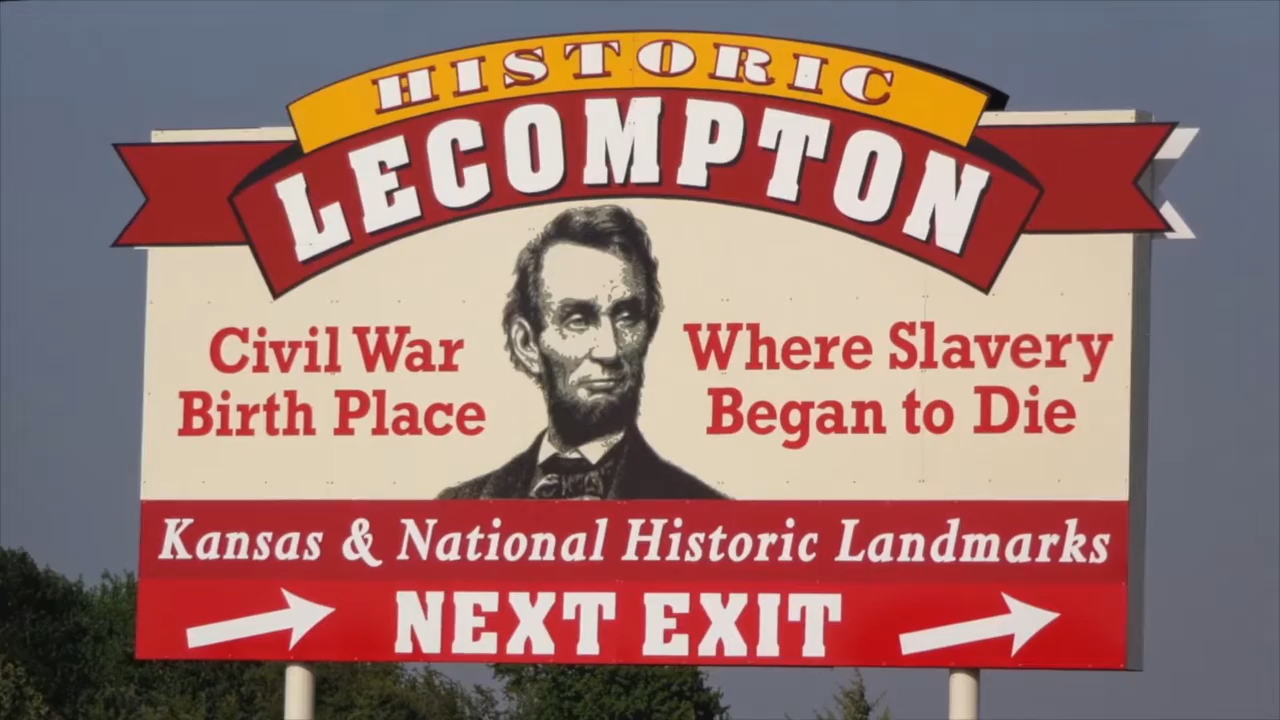 HISTORIC
LECOMPTON
Civil War
Birth Place
Where Slavery
Began to Die
Kansas & National Historic Landmarks
NEXT EXIT